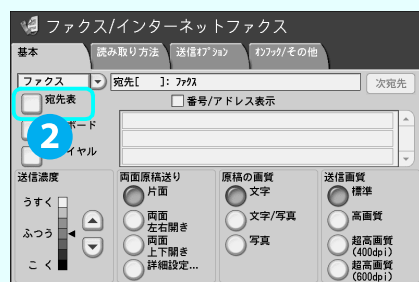 ファクス/インターネットファクス
基本 読み取り方法 送信ｵﾌﾟｼｮﾝ ｵﾝﾌｯｸ/その他
ファクス 宛先[ ]: ﾌｧｸｽ 次宛先
宛先表 番号/アドレス表示
2
ボード
イヤル
送信濃度 両面原稿送り 原稿の画質 送信画質
うすく 片面 文字 標準
ふつう 両面 左右開き 文字/写真 高画質
両面 上下開き 写真 超高画質 (400dpi)
こく 詳細設定... 超高画質 (600dpi)